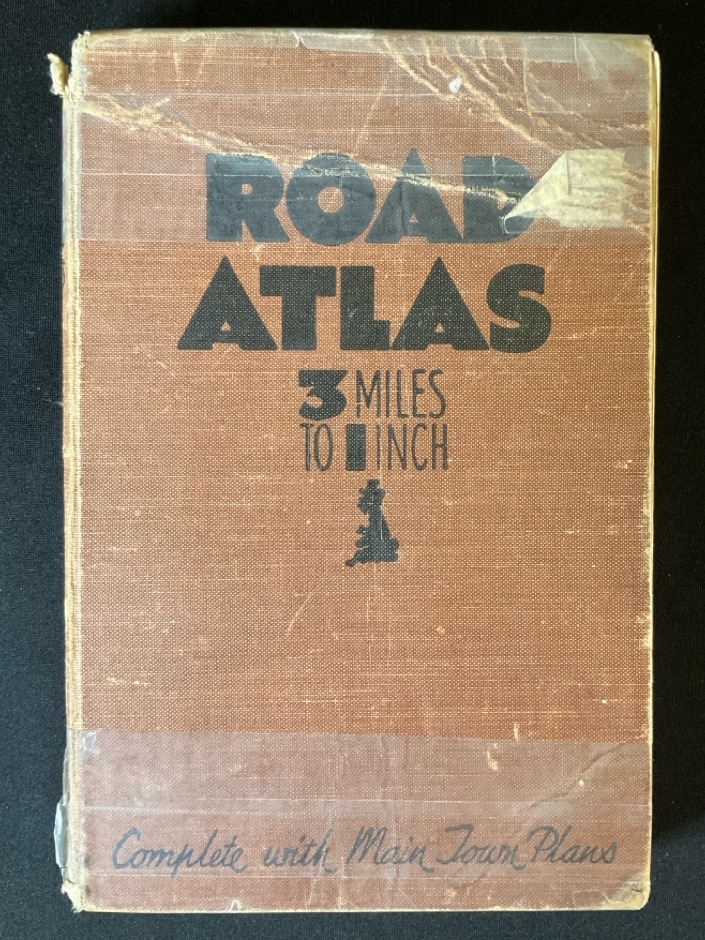 ROAD
ATLAS
3 MILES
TO 1 INCH
Complete with Main Town Plans